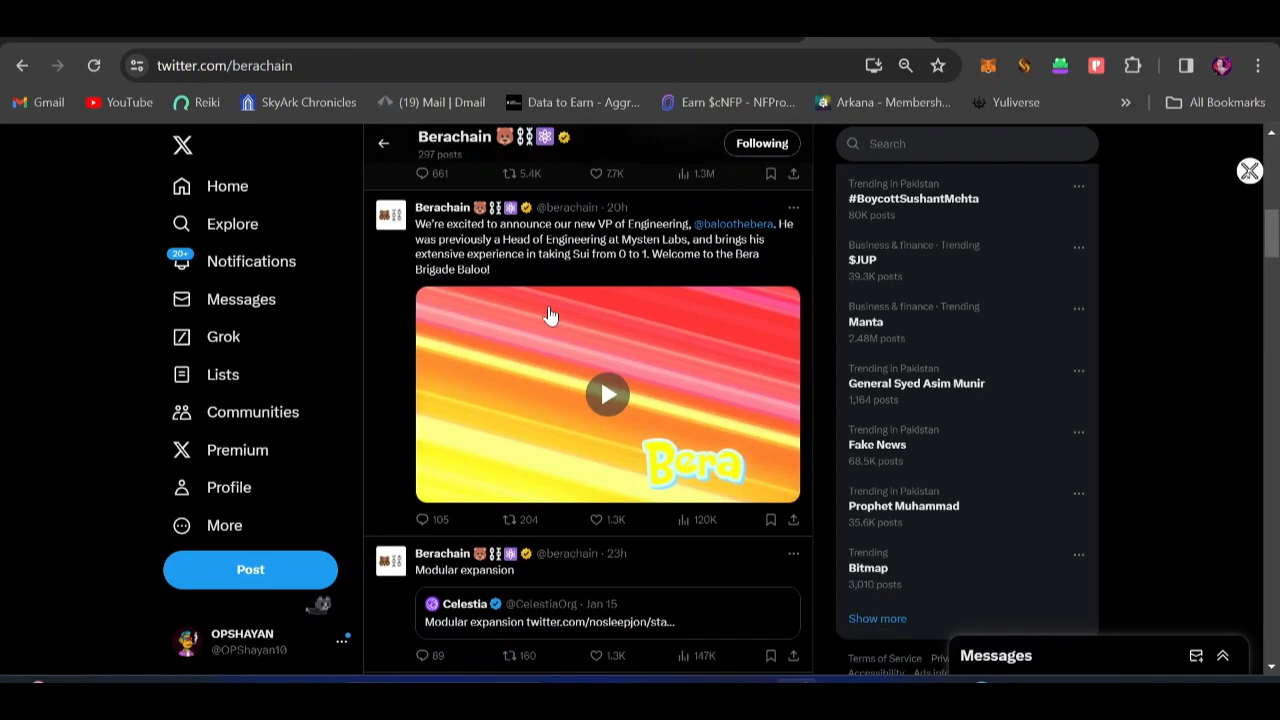 twitter.com/berachain
Gmail
YouTube
Reiki
SkyArk Chronicles
(19) Mail | Dmail
Data to Earn - Aggr...
Earn $cNFP - NFPro...
Arkana - Membersh...
Yuliverse
All Bookmarks
Home
Explore
20+
Notifications
Messages
Grok
Lists
Communities
Premium
Profile
More
Post
OPSHAYAN
@OPShayan10
Berachain
297 posts
Following
661
5.4K
7.7K
1.3M
Berachain @berachain · 20h
We're excited to announce our new VP of Engineering, @baloothebera. He
was previously a Head of Engineering at Mysten Labs, and brings his
extensive experience in taking Sui from 0 to 1. Welcome to the Bera
Brigade Baloo!
Bera
105
204
1.3K
120K
Berachain @berachain · 23h
Modular expansion
Celestia @CelestiaOrg · Jan 15
Modular expansion twitter.com/nosleepjon/sta...
89
160
1.3K
147K
Search
Trending in Pakistan
#BoycottSushantMehta
80K posts
Business & finance · Trending
$JUP
39.3K posts
Business & finance · Trending
Manta
2.48M posts
Trending in Pakistan
General Syed Asim Munir
1,164 posts
Trending in Pakistan
Fake News
68.5K posts
Trending in Pakistan
Prophet Muhammad
35.6K posts
Trending
Bitmap
3,010 posts
Show more
Terms of Service
Messages